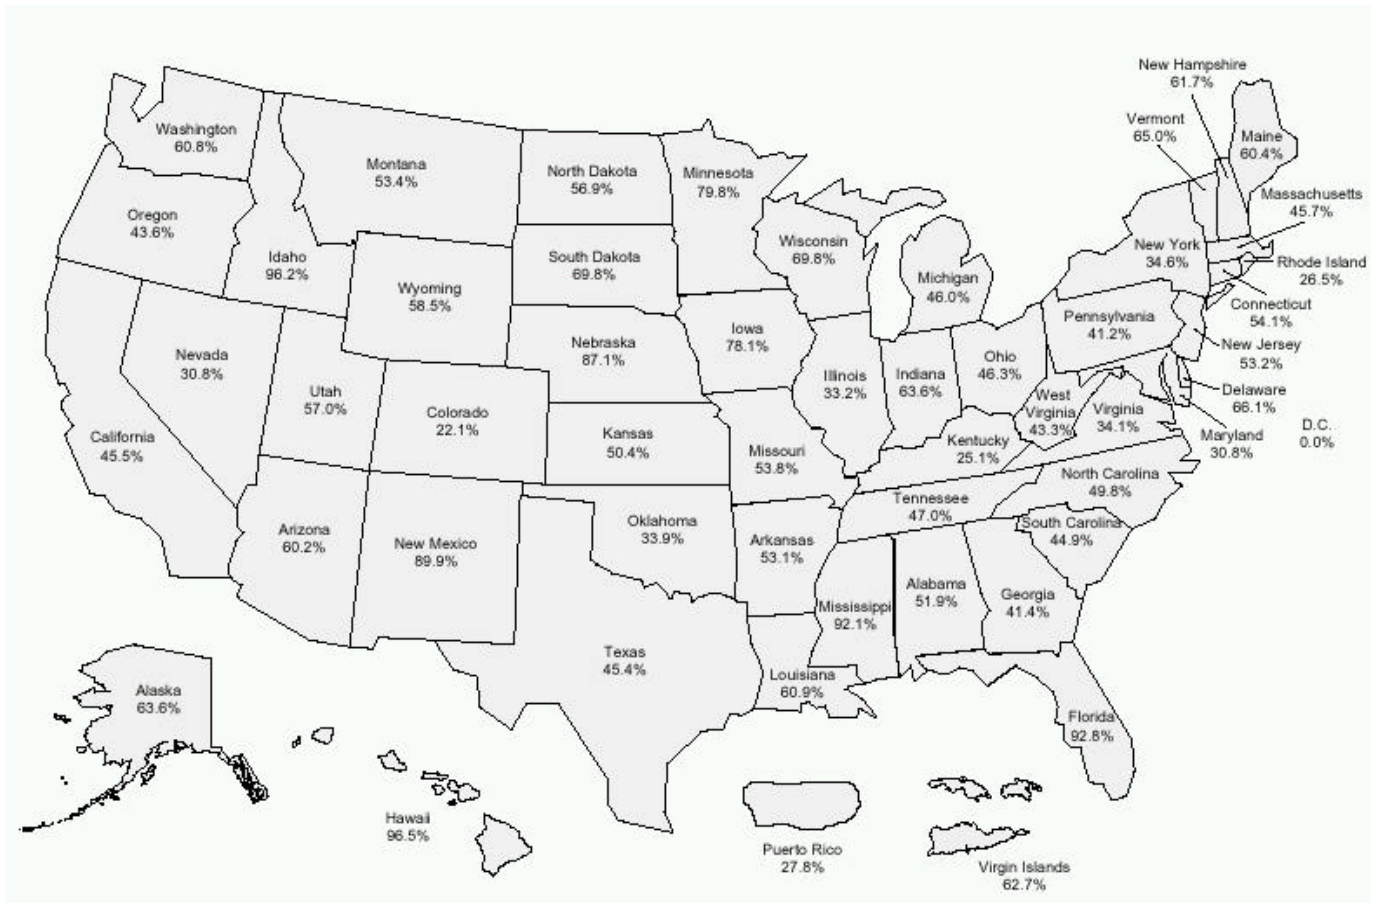 New Hampshire
61.7%
Vermont
65.0%
Maine
60.4%
Washington
60.8%
Montana
53.4%
North Dakota
56.9%
Minnesota
79.8%
Massachusetts
45.7%
Oregon
43.6%
Idaho
96.2%
South Dakota
69.8%
Wisconsin
69.8%
New York
34.6%
Rhode Island
26.5%
Wyoming
58.5%
Michigan
46.0%
Connecticut
54.1%
Pennsylvania
41.2%
New Jersey
53.2%
Nevada
30.8%
Nebraska
87.1%
Iowa
78.1%
Illinois
33.2%
Indiana
63.6%
Ohio
46.3%
Utah
57.0%
Colorado
22.1%
West
Virginia
43.3%
Virginia
34.1%
Delaware
66.1%
Maryland
30.8%
D.C.
0.0%
California
45.5%
Kansas
50.4%
Missouri
53.8%
Kentucky
25.1%
North Carolina
49.8%
Tennessee
47.0%
Arizona
60.2%
New Mexico
89.9%
Oklahoma
33.9%
Arkansas
53.1%
South Carolina
44.9%
Mississippi
92.1%
Alabama
51.9%
Georgia
41.4%
Texas
45.4%
Louisiana
60.9%
Alaska
63.6%
Florida
92.8%
Hawaii
96.5%
Puerto Rico
27.8%
Virgin Islands
62.7%